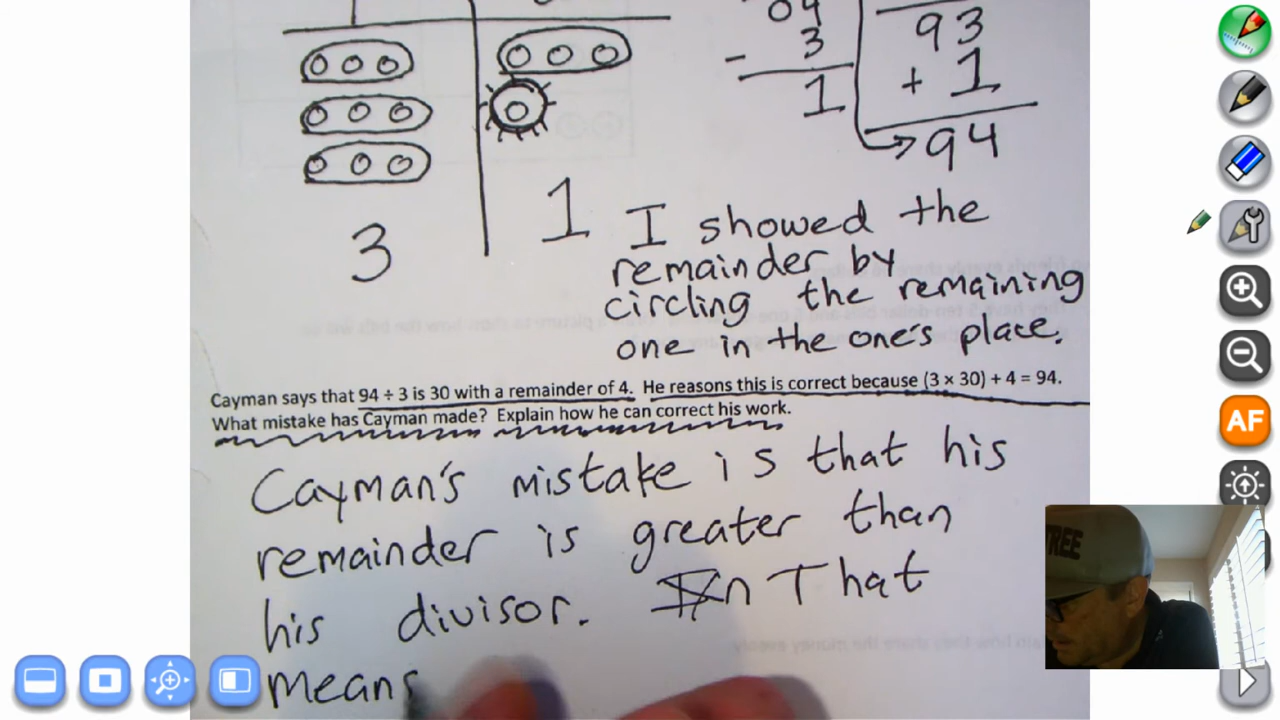 04
- 3
1
93
+ 1
94
3
1
I showed the
remainder by
circling the remaining
one in the one's place.
Cayman says that 94 ÷ 3 is 30 with a remainder of 4. He reasons this is correct because (3 × 30) + 4 = 94.
What mistake has Cayman made? Explain how he can correct his work.
Cayman's mistake is that his
remainder is greater than
his divisor. In That
means
AF
TREE